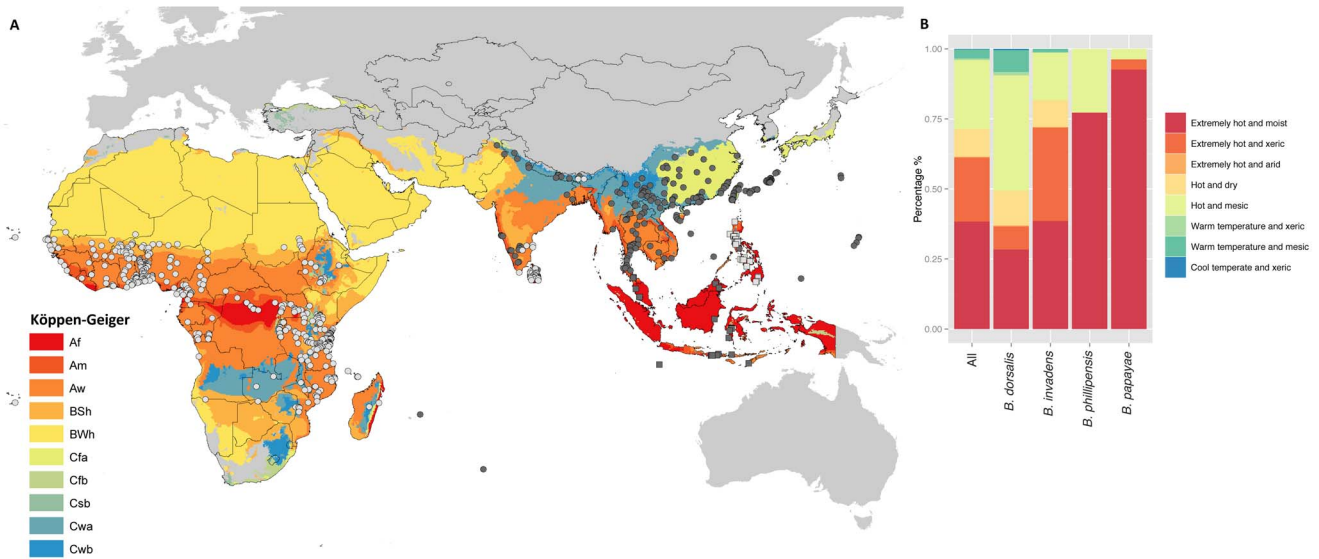 A
Köppen-Geiger
Af
Am
Aw
BSh
BWh
Cfa
Cfb
Csb
Cwa
Cwb
B
Percentage %
1.00
0.75
0.50
0.25
0.00
All
B. dorsalis
B. invadens
B. phillipensis
B. papayae
Extremely hot and moist
Extremely hot and xeric
Extremely hot and arid
Hot and dry
Hot and mesic
Warm temperature and xeric
Warm temperature and mesic
Cool temperate and xeric